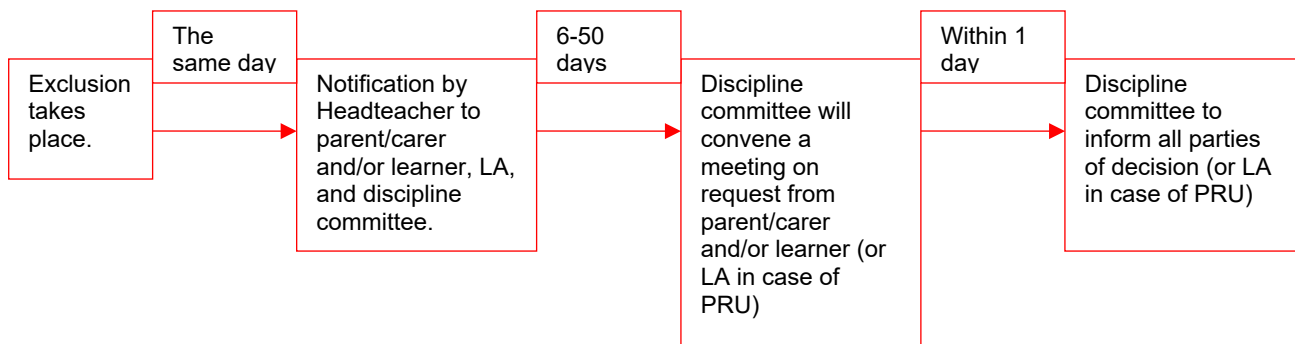 Exclusion
takes
place.
The
same day
Notification by
Headteacher to
parent/carer
and/or learner, LA,
and discipline
committee.
6-50
days
Discipline
committee will
convene a
meeting on
request from
parent/carer
and/or learner (or
LA in case of
PRU)
Within 1
day
Discipline
committee to
inform all parties
of decision (or LA
in case of PRU)